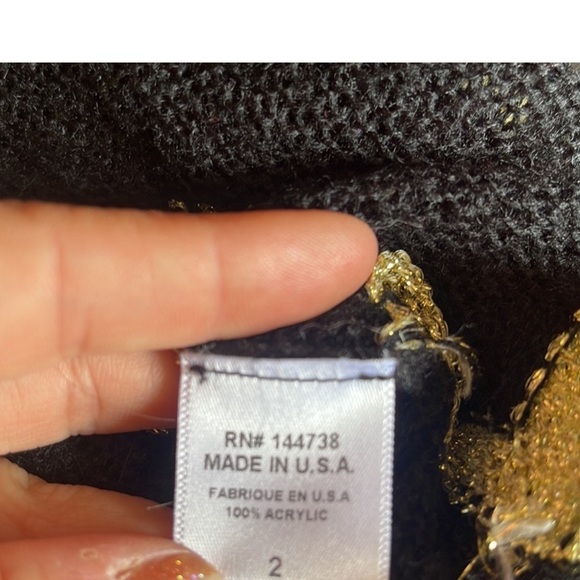 RN# 144738
MADE IN U.S.A.
FABRIQUE EN U.S.A
100% ACRYLIC
2